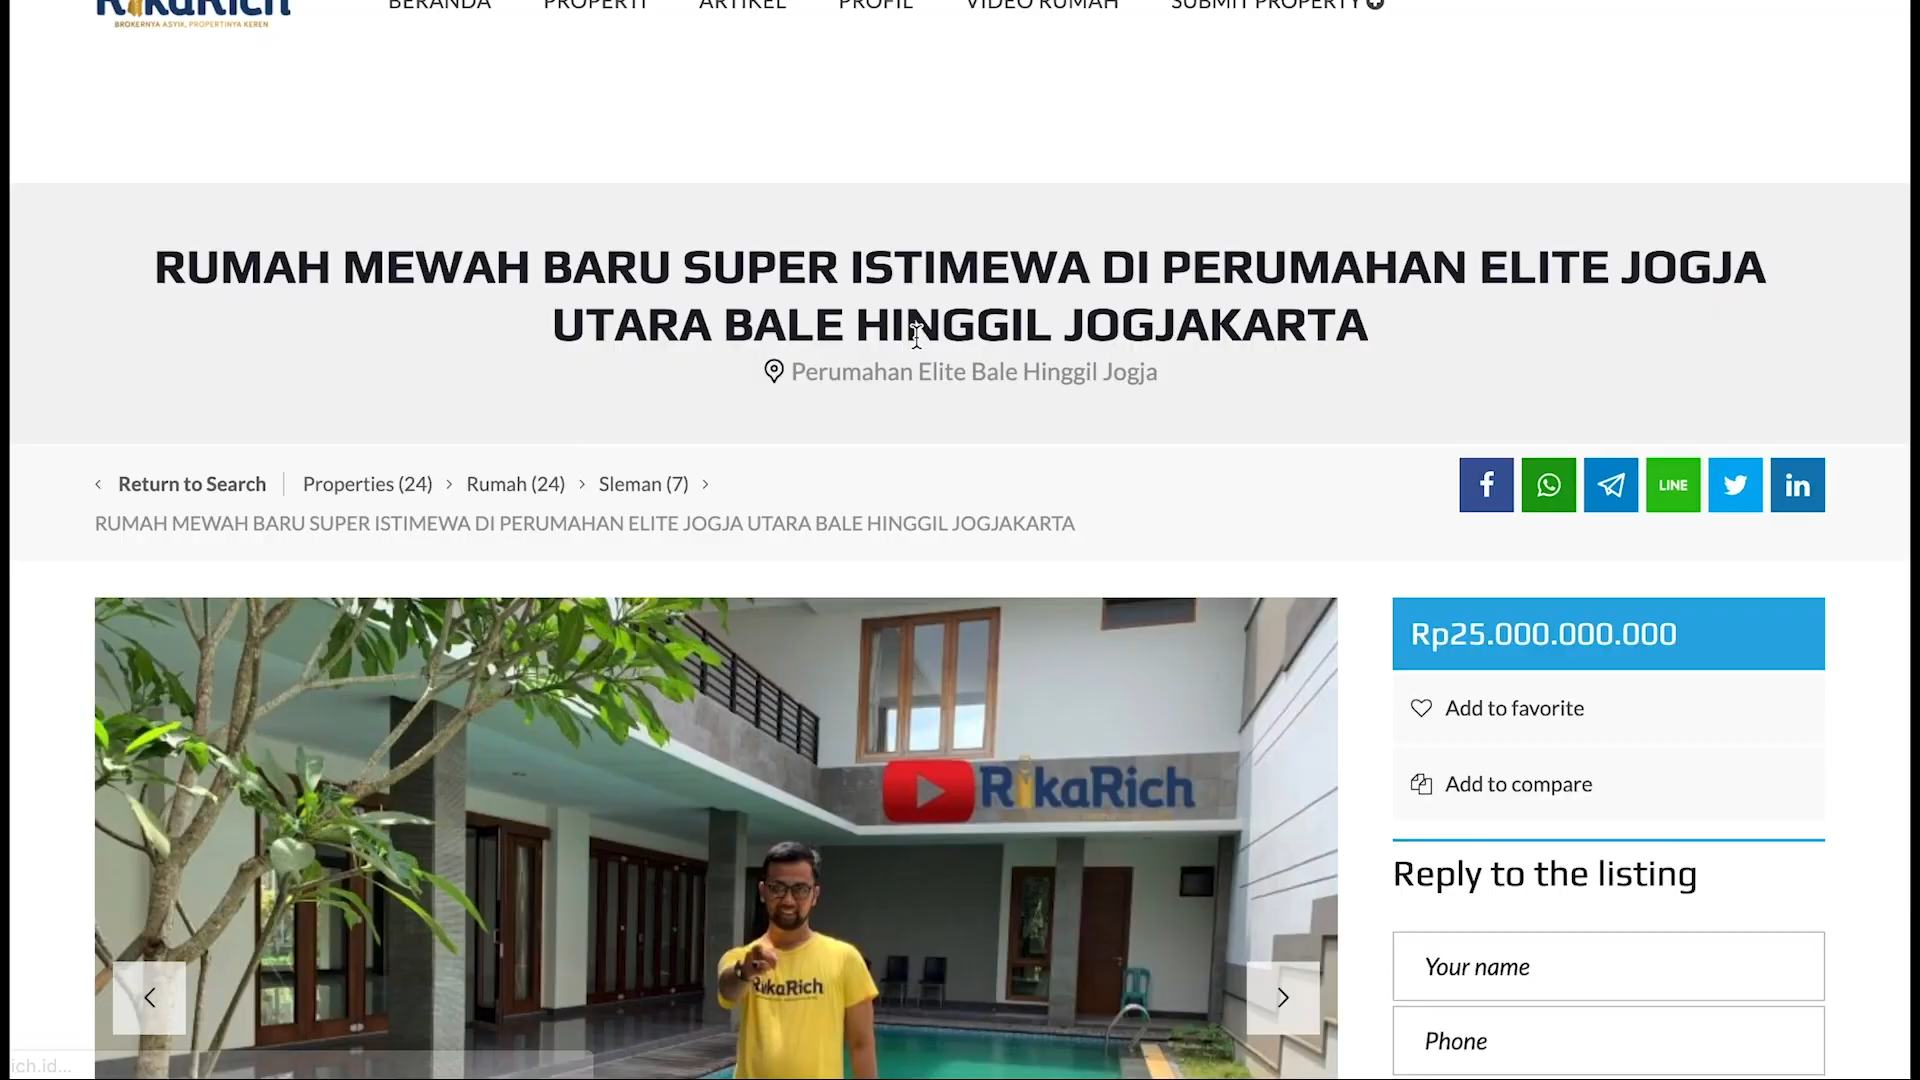 RikaRich
BROKERNYA ASYIK, PROPERTINYA KEREN
BERANDA
PROPERTI
ARTIKEL
PROFIL
VIDEO RUMAH
SUBMIT PROPERTY
RUMAH MEWAH BARU SUPER ISTIMEWA DI PERUMAHAN ELITE JOGJA
UTARA BALE HINGGIL JOGJAKARTA
Perumahan Elite Bale Hinggil Jogja
Return to Search
Properties (24) > Rumah (24) > Sleman (7) >
LINE
RUMAH MEWAH BARU SUPER ISTIMEWA DI PERUMAHAN ELITE JOGJA UTARA BALE HINGGIL JOGJAKARTA
RikaRich
RikaRich
Rp25.000.000.000
Add to favorite
Add to compare
Reply to the listing
Your name
Phone
ich.id...